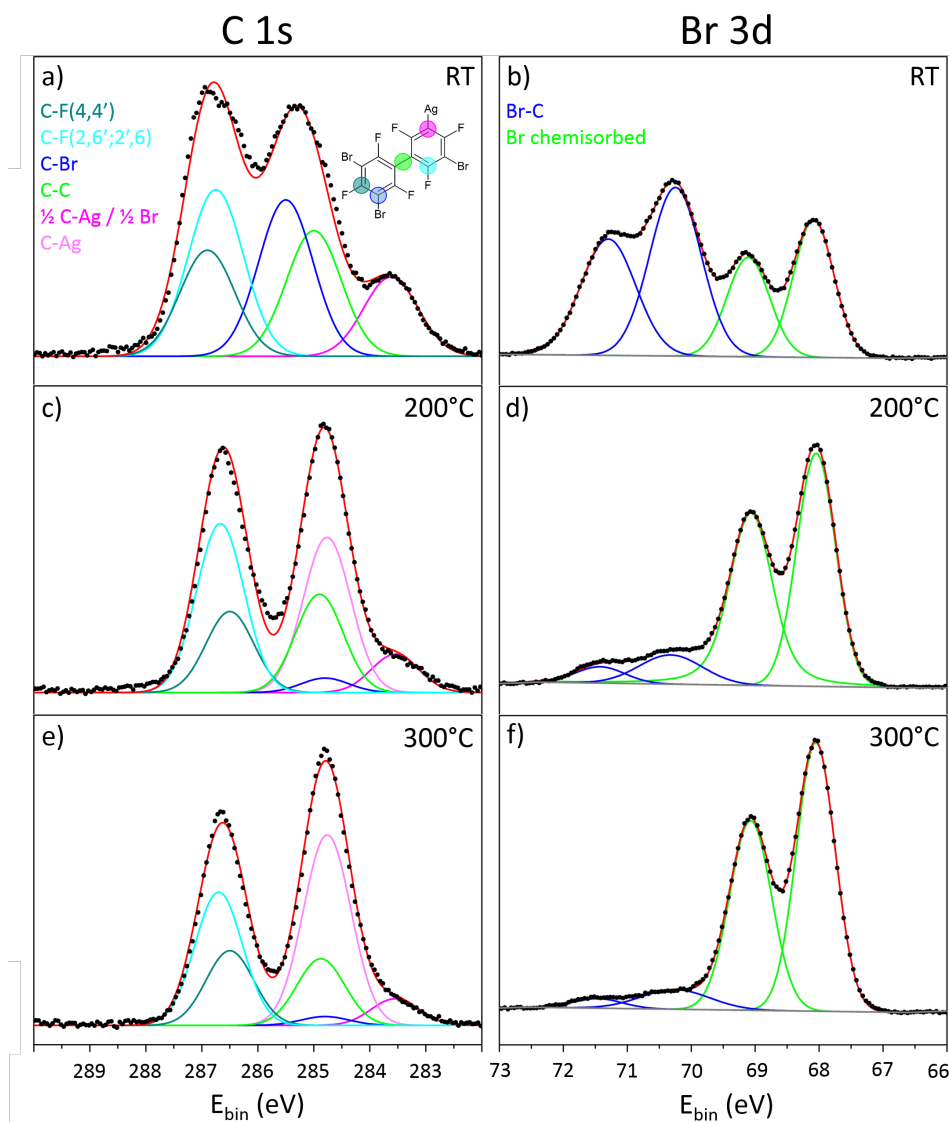 C 1s
Br 3d
a)
RT
C-F(4,4’)
C-F(2,6’;2’,6)
C-Br
C-C
½ C-Ag / ½ Br
C-Ag
Ag
F
F
F
Br
Br
F
F
F
Br
b)
RT
Br-C
Br chemisorbed
c)
200°C
d)
200°C
e)
300°C
f)
300°C
289 288 287 286 285 284 283
73 72 71 70 69 68 67 66
E_bin (eV)
E_bin (eV)